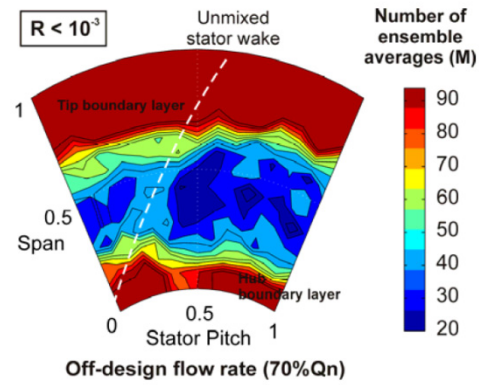 R < 10⁻³
Unmixed
stator wake
Number of
ensemble
averages (M)
Tip boundary layer
1
0.5
Span
Hub
boundary layer
0
0.5
1
Stator Pitch
90
80
70
60
50
40
30
20
Off-design flow rate (70%Qn)